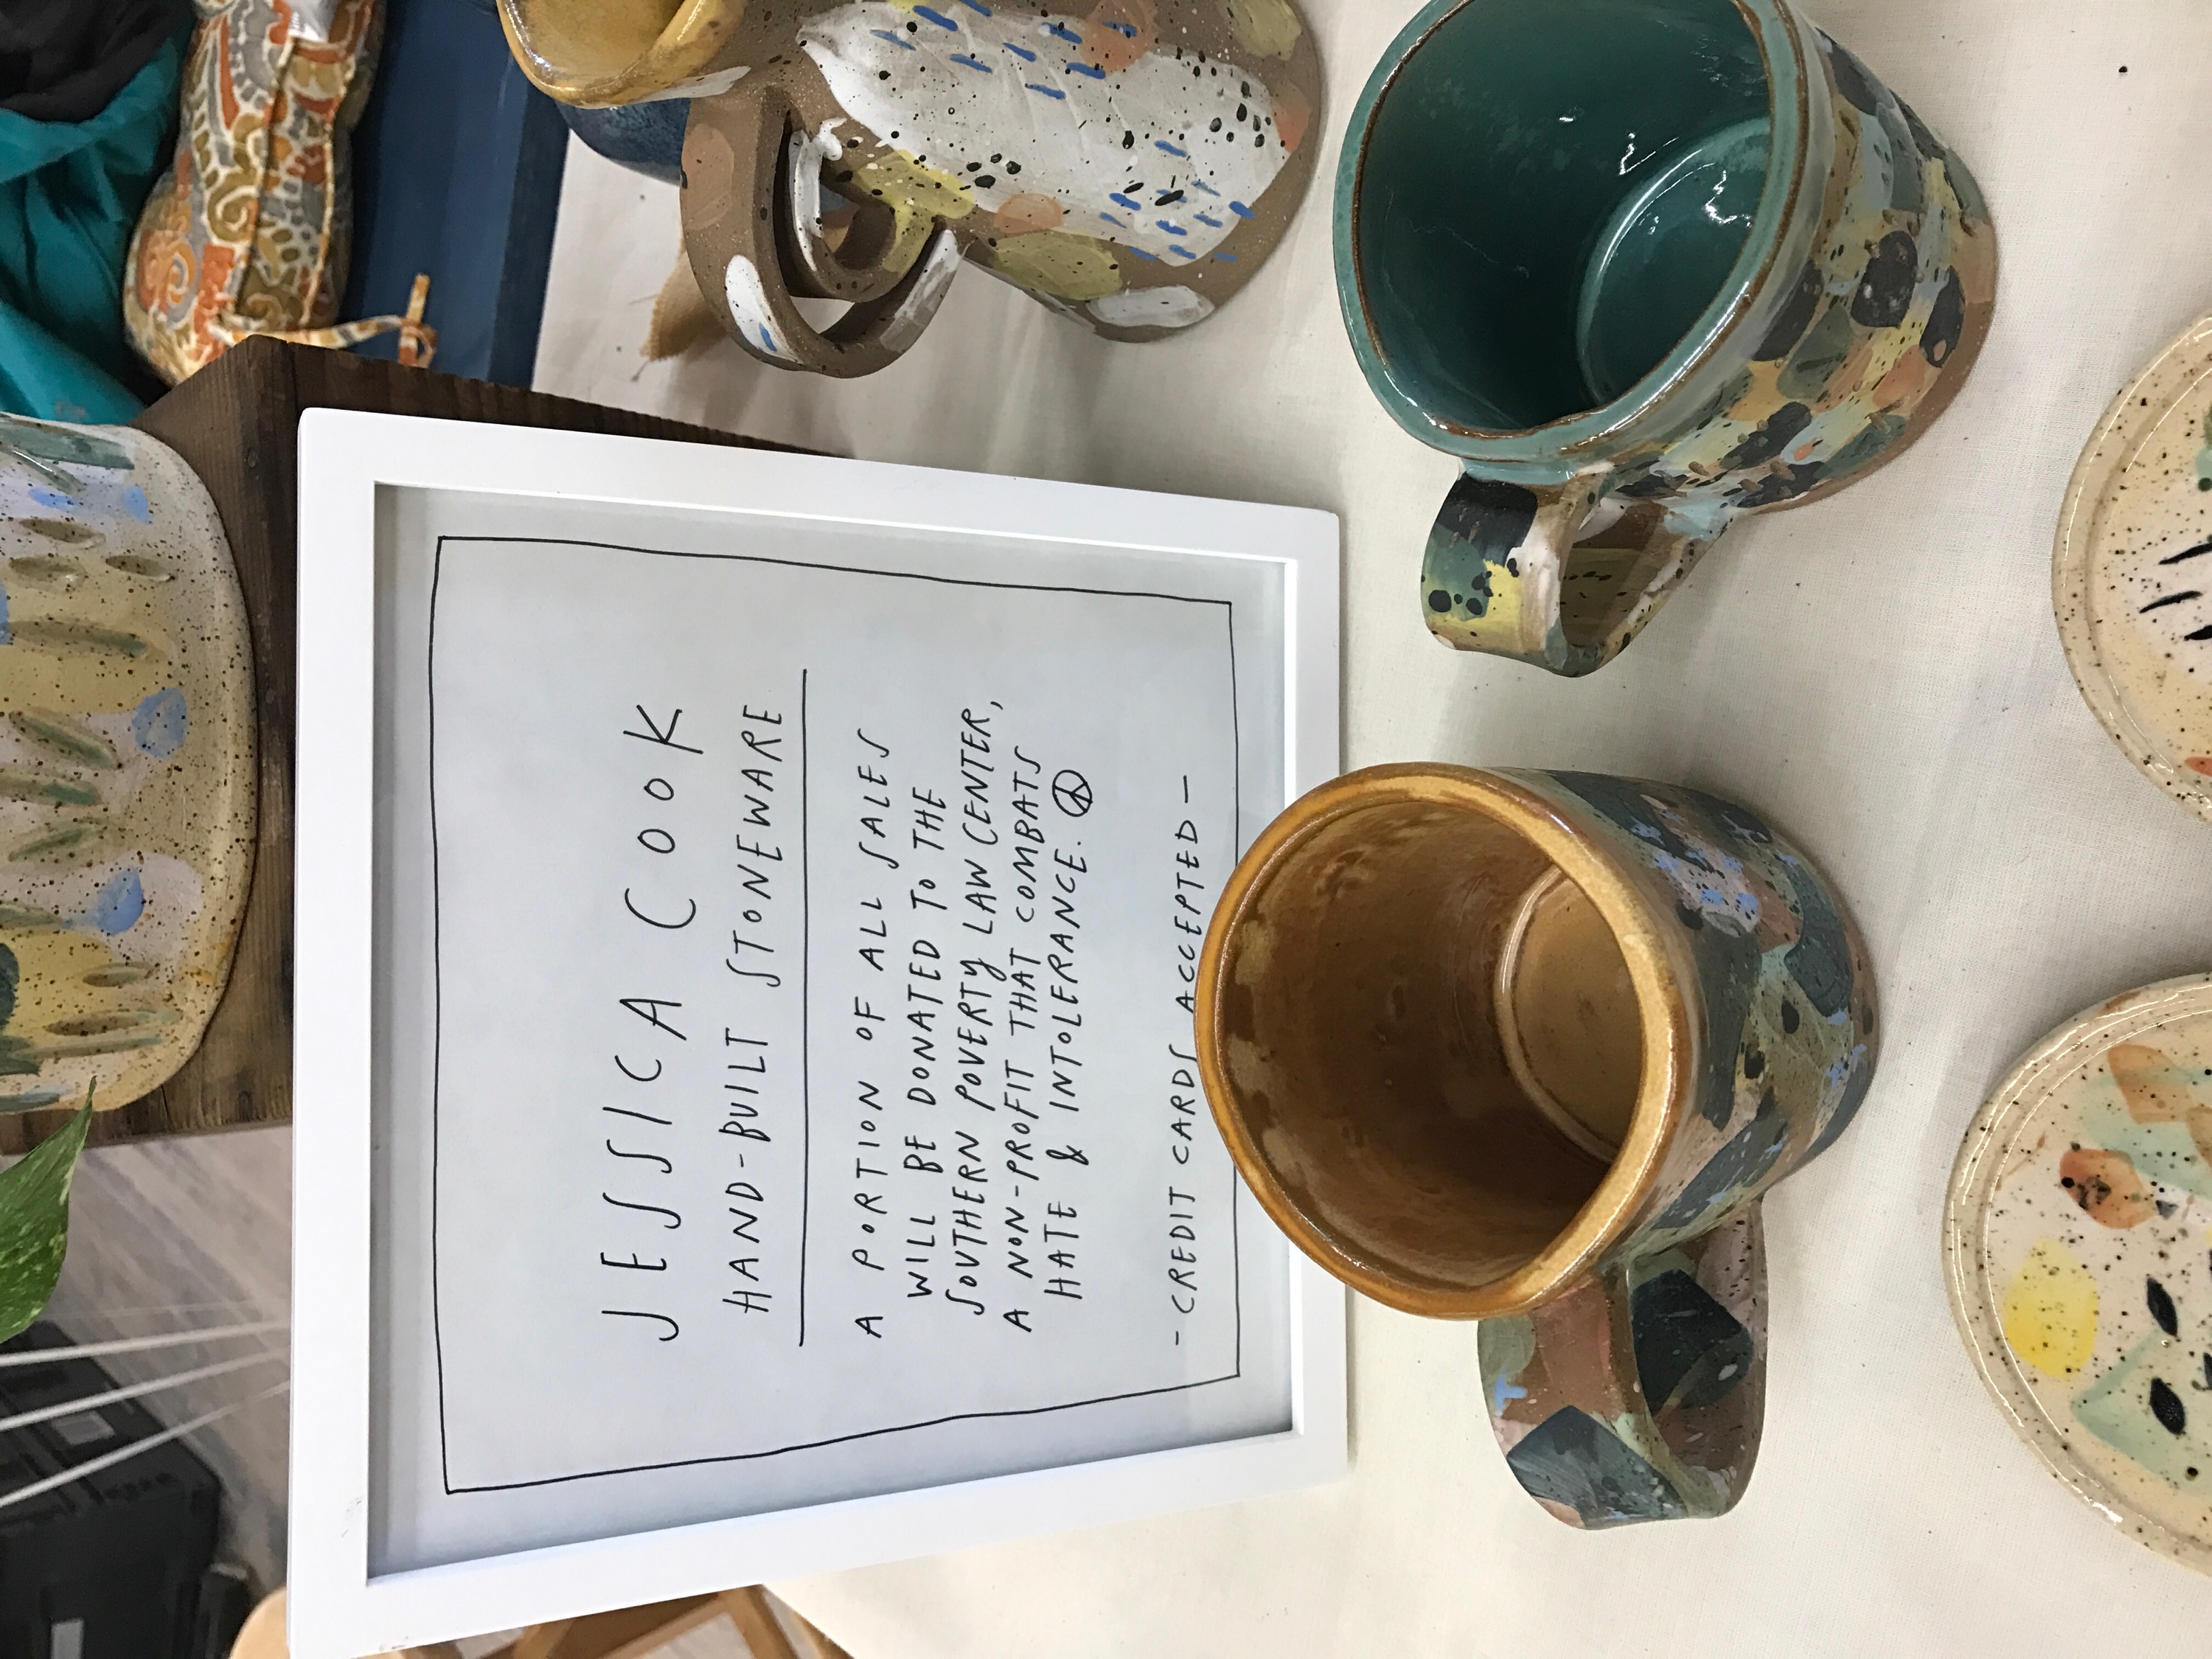 JESSICA COOK
HAND-BUILT STONEWARE
A PORTION OF ALL SALES
WILL BE DONATED TO THE
SOUTHERN POVERTY LAW CENTER,
A NON-PROFIT THAT COMBATS
HATE & INTOLERANCE. ☮
- CREDIT CARDS ACCEPTED -